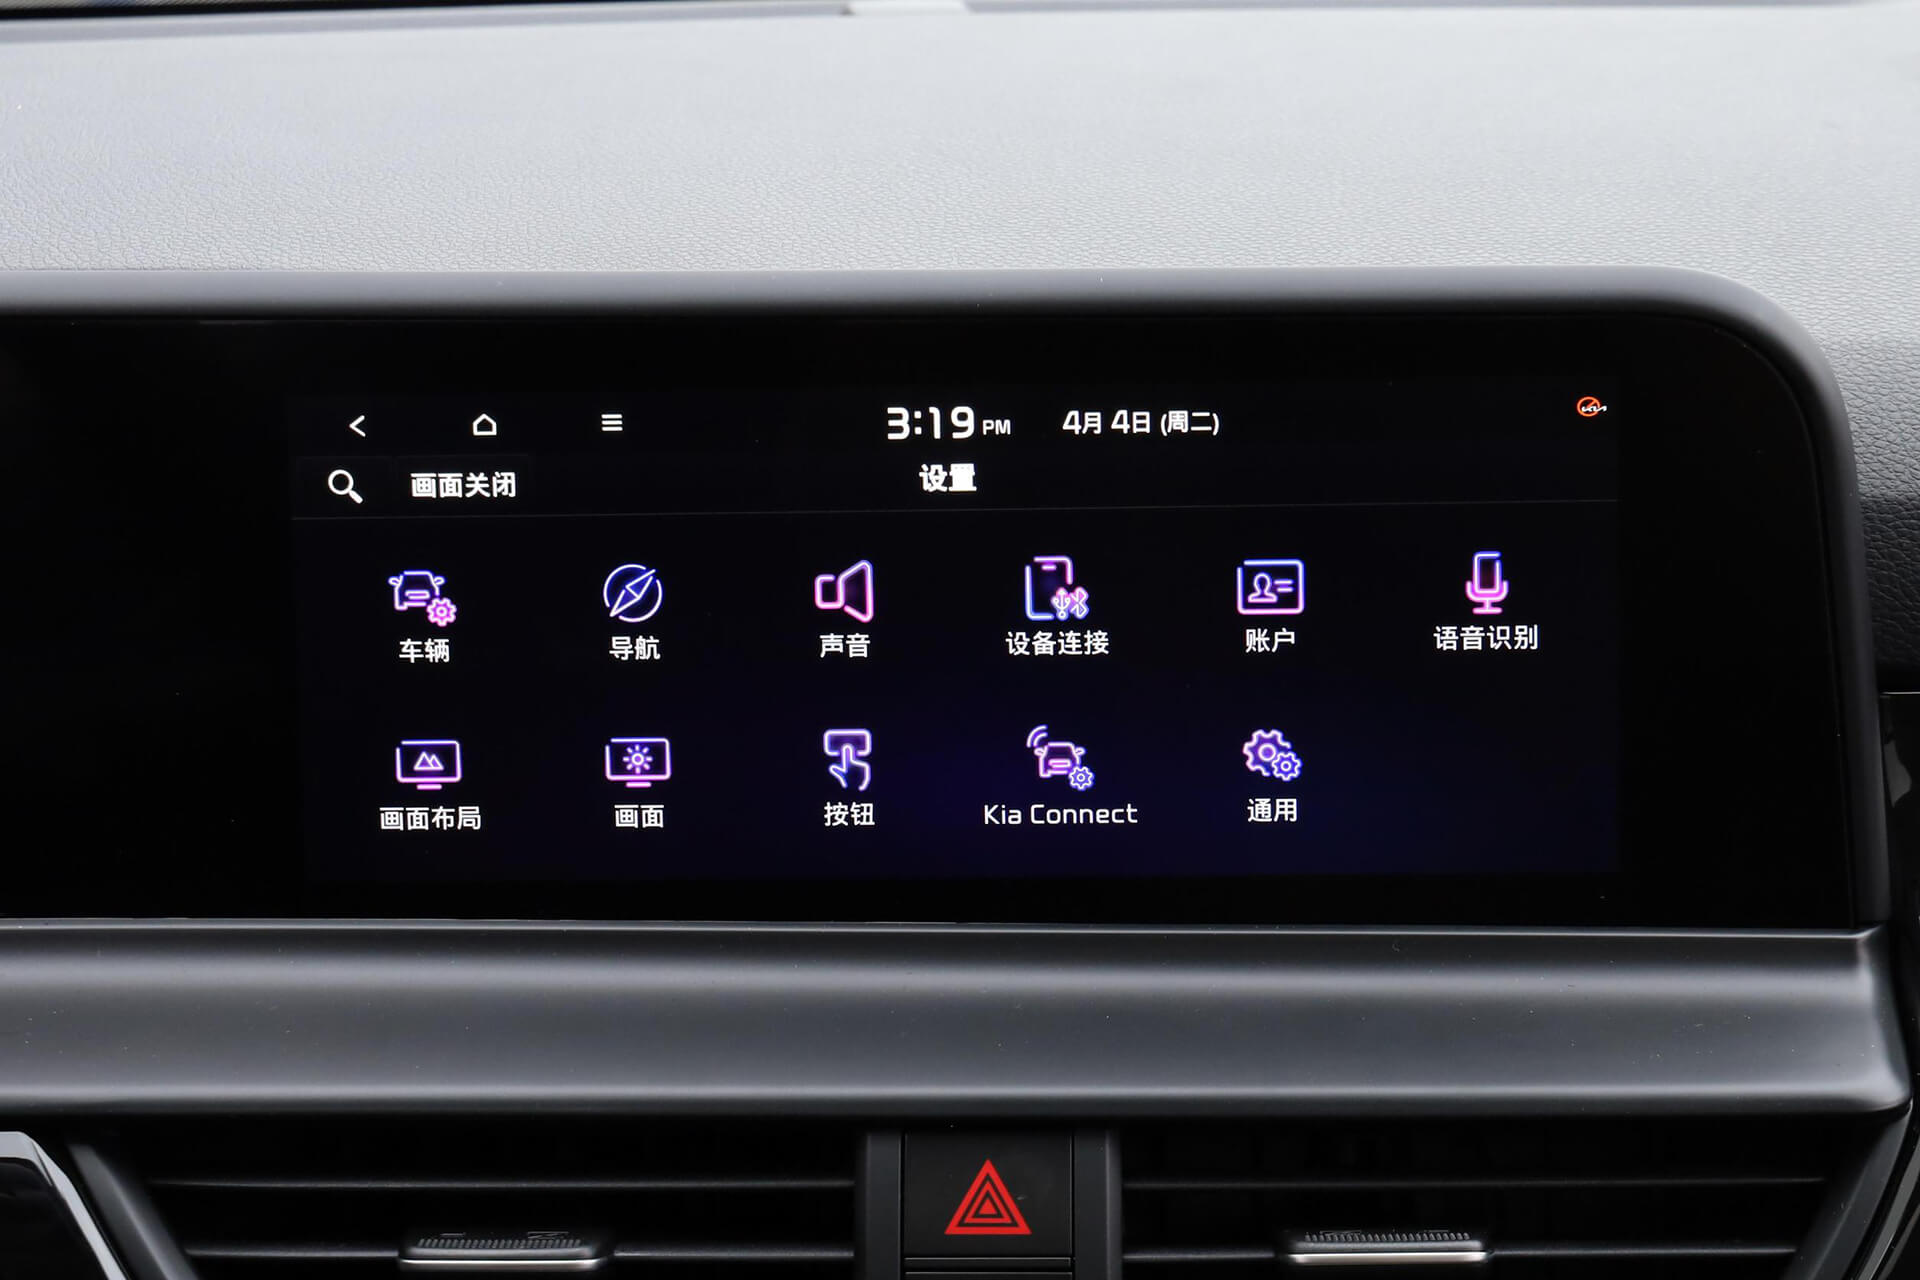 3:19 PM 4月 4日 (周二)
画面关闭 设置
车辆 导航 声音 设备连接 账户 语音识别
画面布局 画面 按钮 Kia Connect 通用